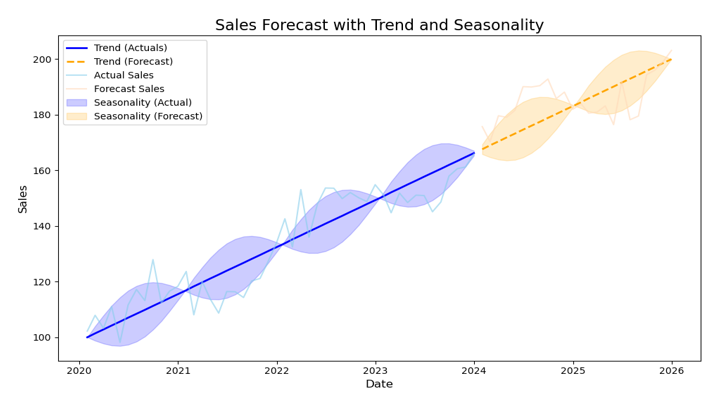 Sales Forecast with Trend and Seasonality
Trend (Actuals)
Trend (Forecast)
Actual Sales
Forecast Sales
Seasonality (Actual)
Seasonality (Forecast)
Sales
200
180
160
140
120
100
2020 2021 2022 2023 2024 2025 2026
Date